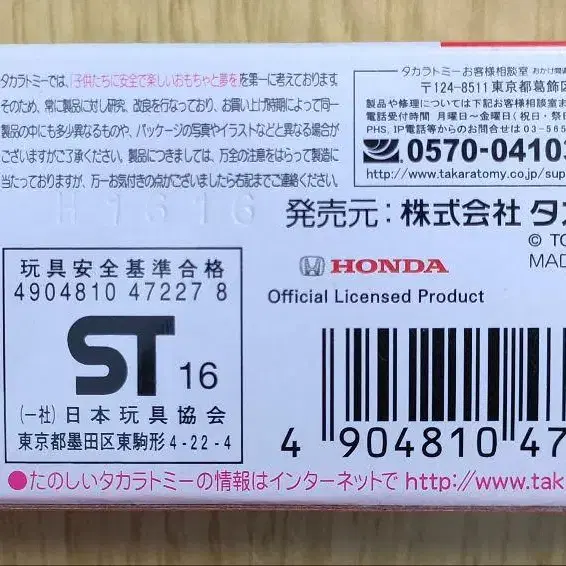 タカラトミーでは、「子供たちに安全で楽しいおもちゃと夢を」を第一に考えております。
そのため、常に製品に対し研究、改良を行なっており、お買い上げ時期によって同一
製品の中にも多少異なるものや、パッケージの写真やイラストなどと異なる場合が
ございますがご了承ください。製品につきましては、万全の注意をはらって製造に
当たっておりますが、万一お気付きの点がございましたら右記までご連絡ください。
H1616
タカラトミーお客様相談室 おかけ間違
〒124-8511 東京都葛飾区
製品や修理については下記お客様相談室ま
電話受付時間 月曜日〜金曜日(祝日・祭日
PHS, IP電話等からのお問合せは 03-565
0570-04103
http://www.takaratomy.co.jp/sup
発売元：株式会社 タカ
© TO
MAD
玩具安全基準合格
4904810 47227 8
ST 16
(一社)日本玩具協会
東京都墨田区東駒形4-22-4
HONDA
Official Licensed Product
4 904810 47
●たのしいタカラトミーの情報はインターネットで http://www.tak